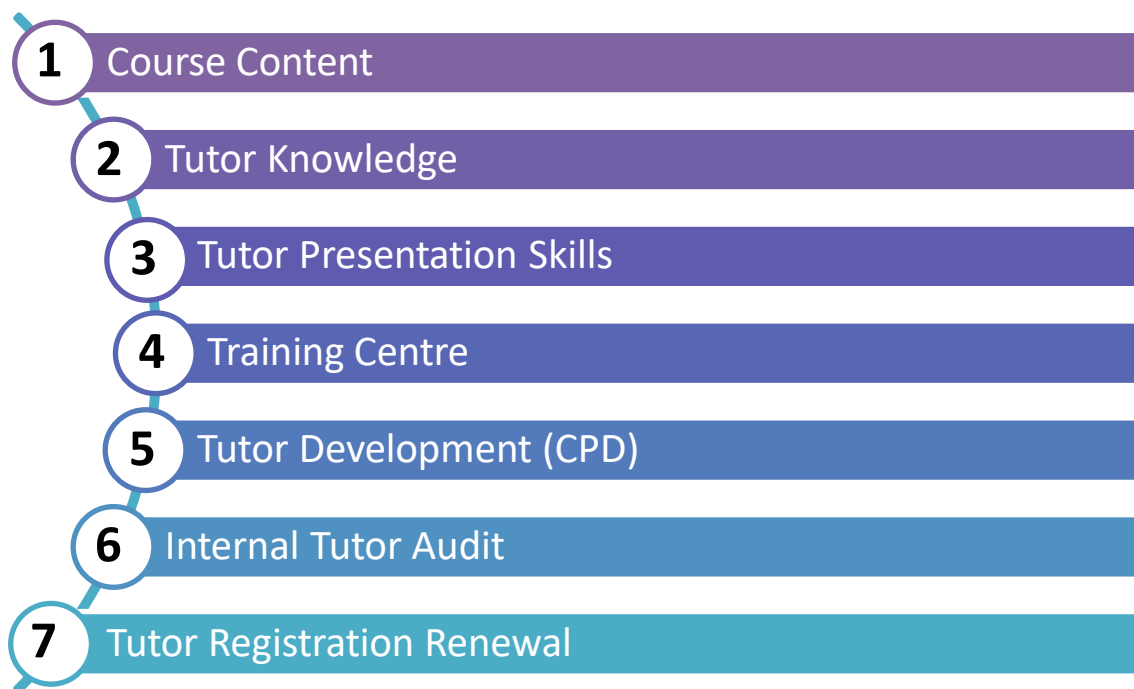 1 Course Content
2 Tutor Knowledge
3 Tutor Presentation Skills
4 Training Centre
5 Tutor Development (CPD)
6 Internal Tutor Audit
7 Tutor Registration Renewal